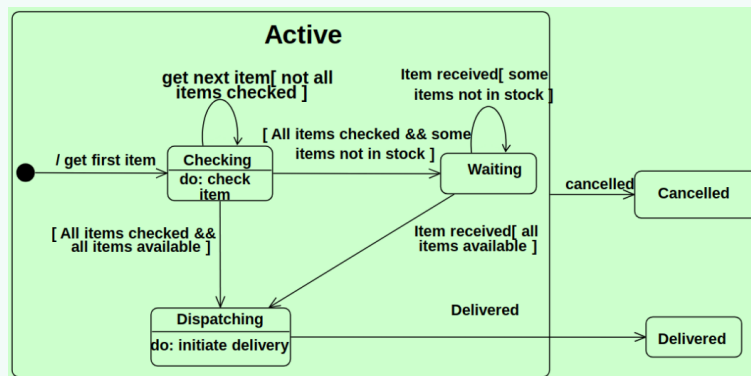 Active
get next item[ not all
items checked ]
Item received[ some
items not in stock ]
/ get first item
[ All items checked && some
items not in stock ]
Checking
do: check
item
Waiting
cancelled
Cancelled
[ All items checked &&
all items available ]
Item received[ all
items available ]
Dispatching
do: initiate delivery
Delivered
Delivered